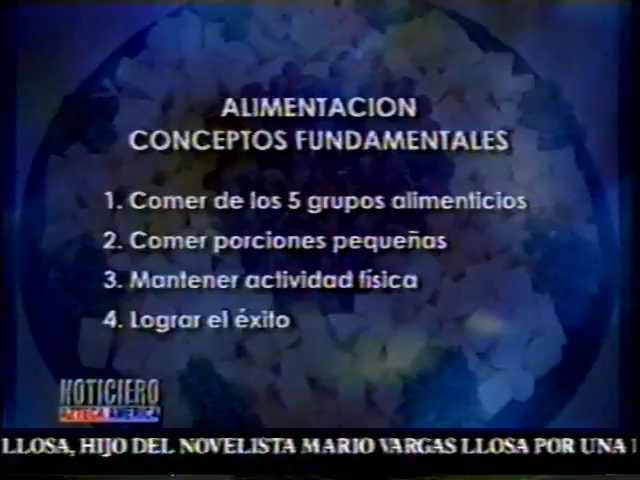 ALIMENTACION
CONCEPTOS FUNDAMENTALES
1. Comer de los 5 grupos alimenticios
2. Comer porciones pequeñas
3. Mantener actividad física
4. Lograr el éxito
NOTICIERO
AZTECA AMERICA
LLOSA, HIJO DEL NOVELISTA MARIO VARGAS LLOSA POR UNA